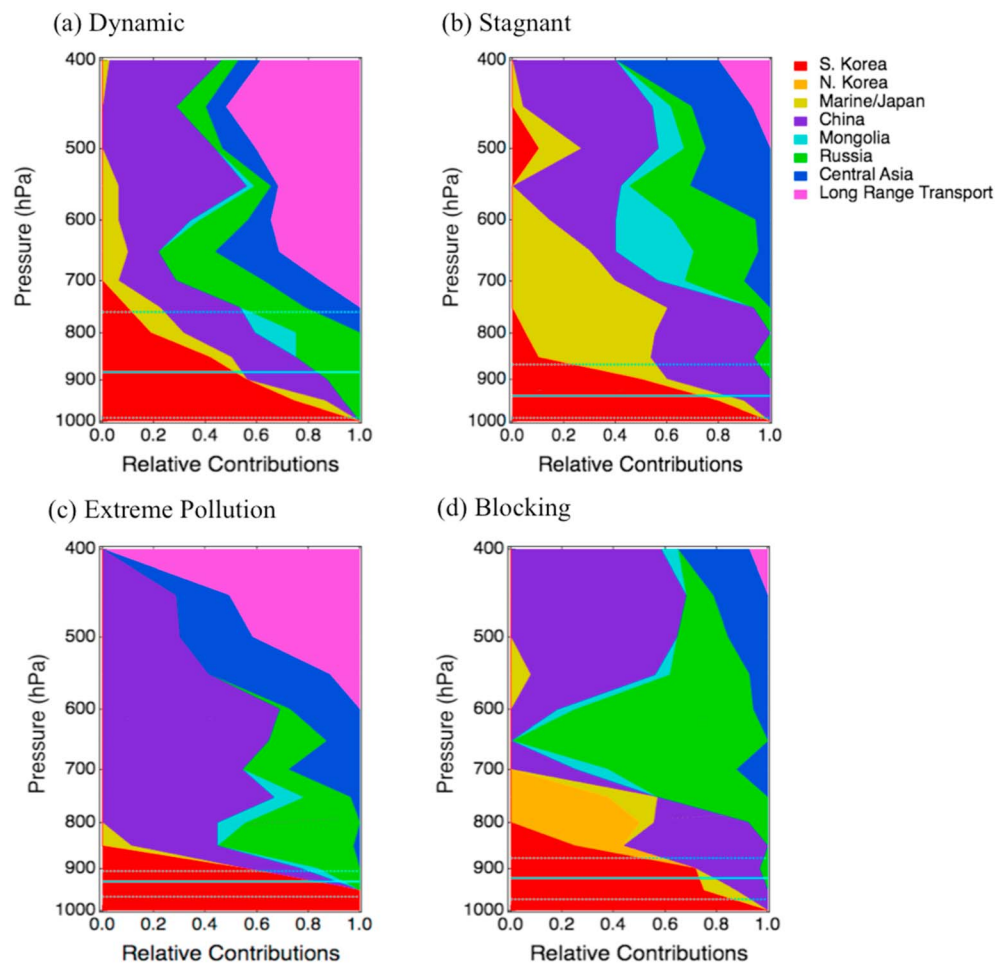 (a) Dynamic
(b) Stagnant
400
500
600
700
800
900
1000
0.0 0.2 0.4 0.6 0.8 1.0
Pressure (hPa)
Relative Contributions
400
500
600
700
800
900
1000
0.0 0.2 0.4 0.6 0.8 1.0
Pressure (hPa)
Relative Contributions
S. Korea
N. Korea
Marine/Japan
China
Mongolia
Russia
Central Asia
Long Range Transport
(c) Extreme Pollution
(d) Blocking
400
500
600
700
800
900
1000
0.0 0.2 0.4 0.6 0.8 1.0
Pressure (hPa)
Relative Contributions
400
500
600
700
800
900
1000
0.0 0.2 0.4 0.6 0.8 1.0
Pressure (hPa)
Relative Contributions